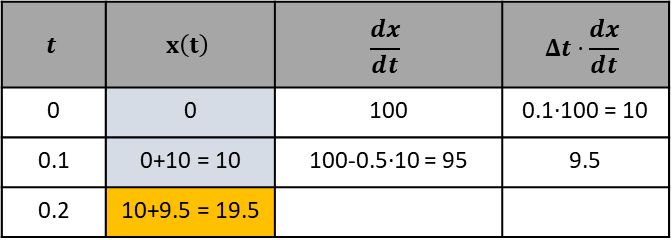 t x(t) dx/dt Δt · dx/dt
0 0 100 0.1·100 = 10
0.1 0+10 = 10 100-0.5·10 = 95 9.5
0.2 10+9.5 = 19.5